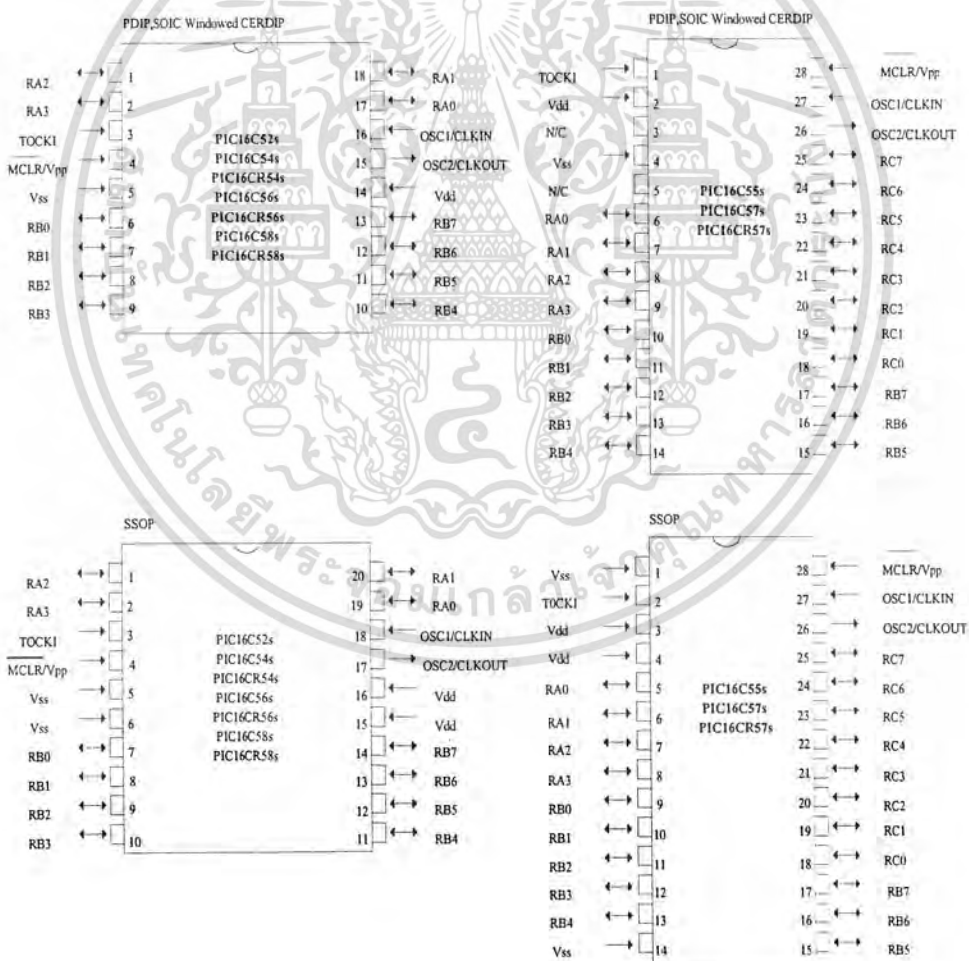 PDIP,SOIC Windowed CERDIP
RA2 1 18 RA1
RA3 2 17 RA0
TOCKI 3 16 OSC1/CLKIN
MCLR/Vpp 4 15 OSC2/CLKOUT
Vss 5 14 Vdd
RB0 6 13 RB7
RB1 7 12 RB6
RB2 8 11 RB5
RB3 9 10 RB4
PIC16C52s
PIC16C54s
PIC16CR54s
PIC16C56s
PIC16CR56s
PIC16C58s
PIC16CR58s
PDIP,SOIC Windowed CERDIP
TOCKI 1 28 MCLR/Vpp
Vdd 2 27 OSC1/CLKIN
N/C 3 26 OSC2/CLKOUT
Vss 4 25 RC7
N/C 5 24 RC6
RA0 6 23 RC5
RA1 7 22 RC4
RA2 8 21 RC3
RA3 9 20 RC2
RB0 10 19 RC1
RB1 11 18 RC0
RB2 12 17 RB7
RB3 13 16 RB6
RB4 14 15 RB5
PIC16C55s
PIC16C57s
PIC16CR57s
SSOP
RA2 1 20 RA1
RA3 2 19 RA0
TOCKI 3 18 OSC1/CLKIN
MCLR/Vpp 4 17 OSC2/CLKOUT
Vss 5 16 Vdd
Vss 6 15 Vdd
RB0 7 14 RB7
RB1 8 13 RB6
RB2 9 12 RB5
RB3 10 11 RB4
PIC16C52s
PIC16C54s
PIC16CR54s
PIC16C56s
PIC16CR56s
PIC16C58s
PIC16CR58s
SSOP
Vss 1 28 MCLR/Vpp
TOCKI 2 27 OSC1/CLKIN
Vdd 3 26 OSC2/CLKOUT
Vdd 4 25 RC7
RA0 5 24 RC6
RA1 6 23 RC5
RA2 7 22 RC4
RA3 8 21 RC3
RB0 9 20 RC2
RB1 10 19 RC1
RB2 11 18 RC0
RB3 12 17 RB7
RB4 13 16 RB6
Vss 14 15 RB5
PIC16C55s
PIC16C57s
PIC16CR57s